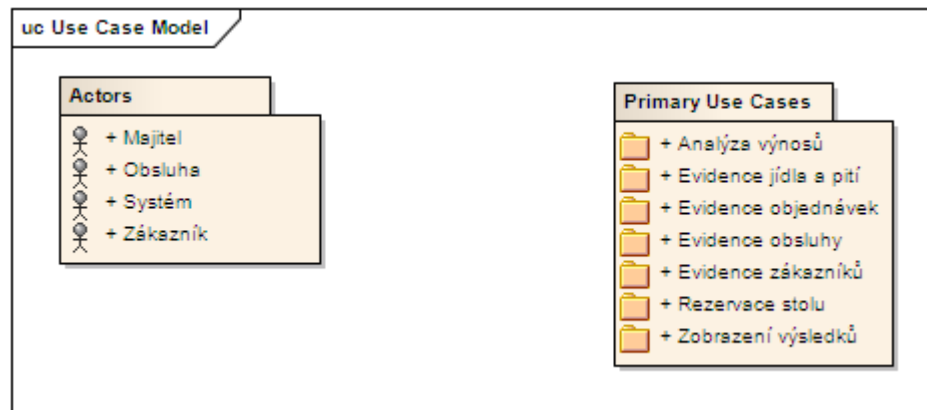 uc Use Case Model
Actors
+ Majitel
+ Obsluha
+ Systém
+ Zákazník
Primary Use Cases
+ Analýza výnosů
+ Evidence jídla a pití
+ Evidence objednávek
+ Evidence obsluhy
+ Evidence zákazníků
+ Rezervace stolu
+ Zobrazení výsledků